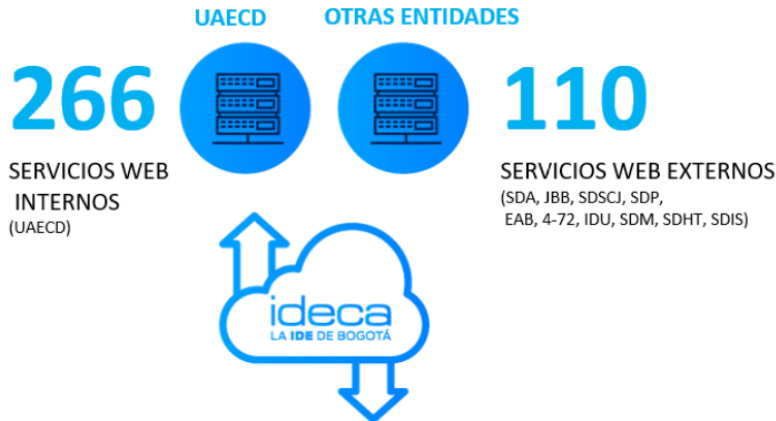 UAECD
OTRAS ENTIDADES
266
SERVICIOS WEB
INTERNOS
(UAECD)
110
SERVICIOS WEB EXTERNOS
(SDA, JBB, SDSCJ, SDP,
EAB, 4-72, IDU, SDM, SDHT, SDIS)
ideca
LA IDE DE BOGOTÁ